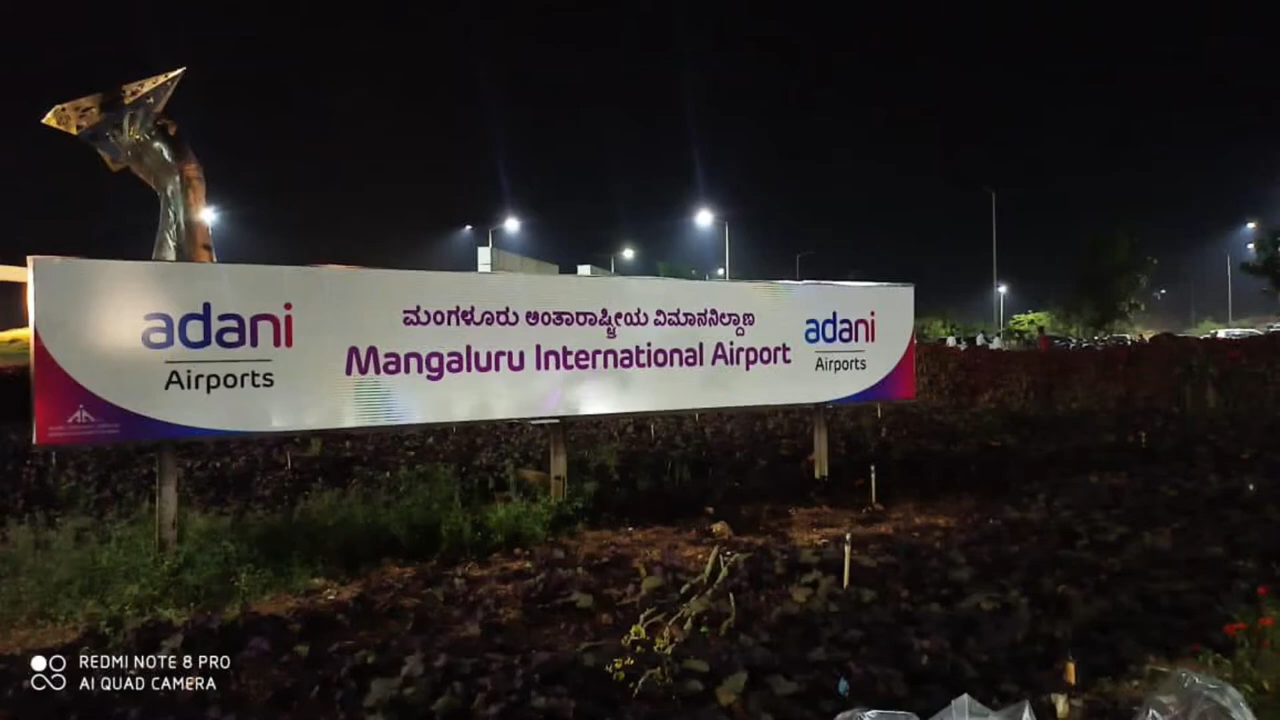 adani
Airports
ಮಂಗಳೂರು ಅಂತಾರಾಷ್ಟ್ರೀಯ ವಿಮಾನನಿಲ್ದಾಣ
Mangaluru International Airport
adani
Airports
REDMI NOTE 8 PRO
AI QUAD CAMERA